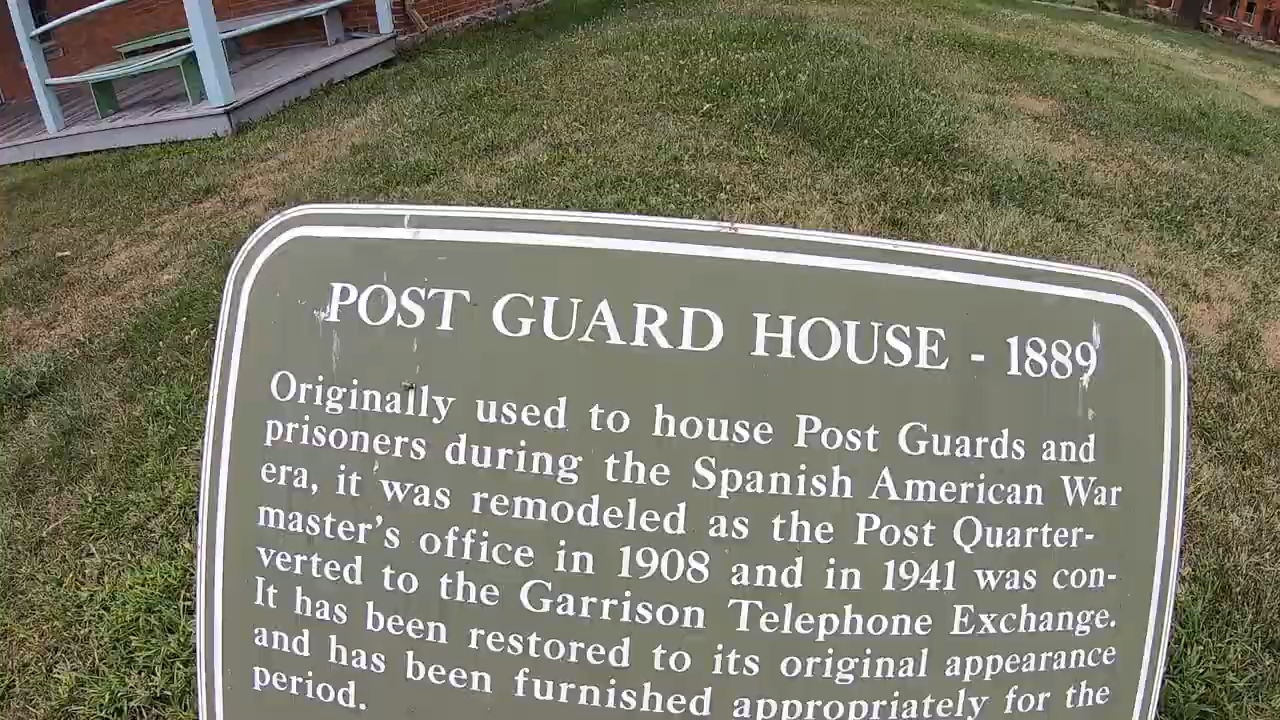 POST GUARD HOUSE - 1889
Originally used to house Post Guards and
prisoners during the Spanish American War
era, it was remodeled as the Post Quarter-
master's office in 1908 and in 1941 was con-
verted to the Garrison Telephone Exchange.
It has been restored to its original appearance
and has been furnished appropriately for the
period.